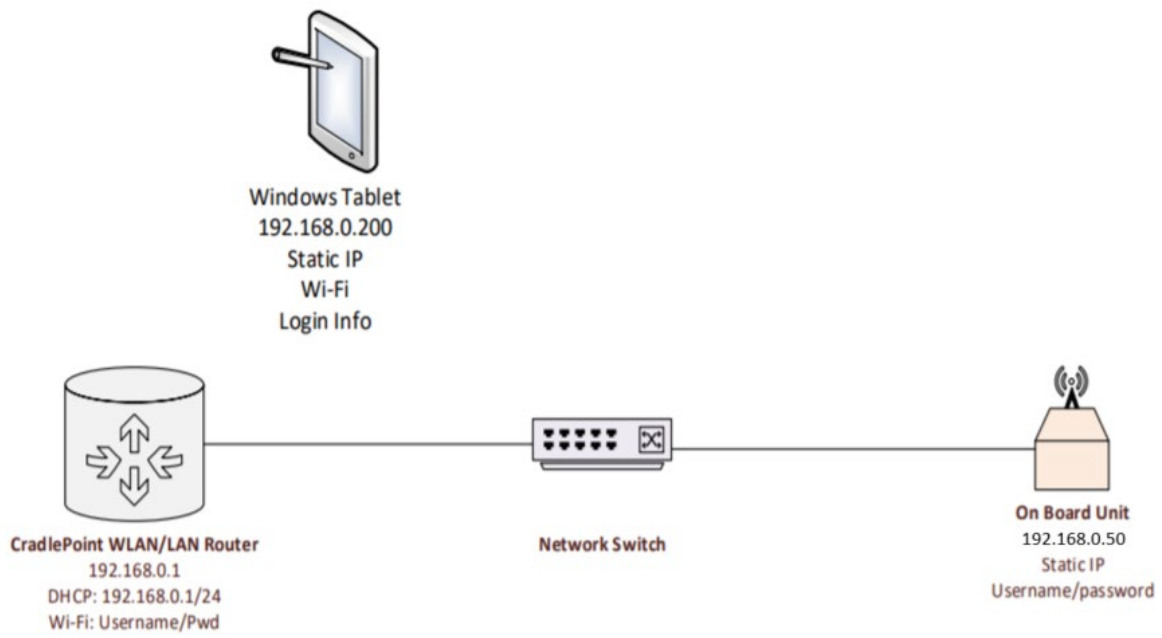 Windows Tablet
192.168.0.200
Static IP
Wi-Fi
Login Info
CradlePoint WLAN/LAN Router
192.168.0.1
DHCP: 192.168.0.1/24
Wi-Fi: Username/Pwd
Network Switch
On Board Unit
192.168.0.50
Static IP
Username/password